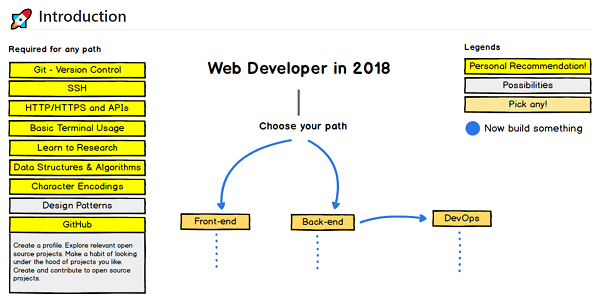 Introduction
Required for any path
Git - Version Control
SSH
HTTP/HTTPS and APIs
Basic Terminal Usage
Learn to Research
Data Structures & Algorithms
Character Encodings
Design Patterns
GitHub
Create a profile. Explore relevant open
source projects. Make a habit of looking
under the hood of projects you like.
Create and contribute to open source
projects.
Web Developer in 2018
Choose your path
Front-end
Back-end
DevOps
Legends
Personal Recommendation!
Possibilities
Pick any!
Now build something